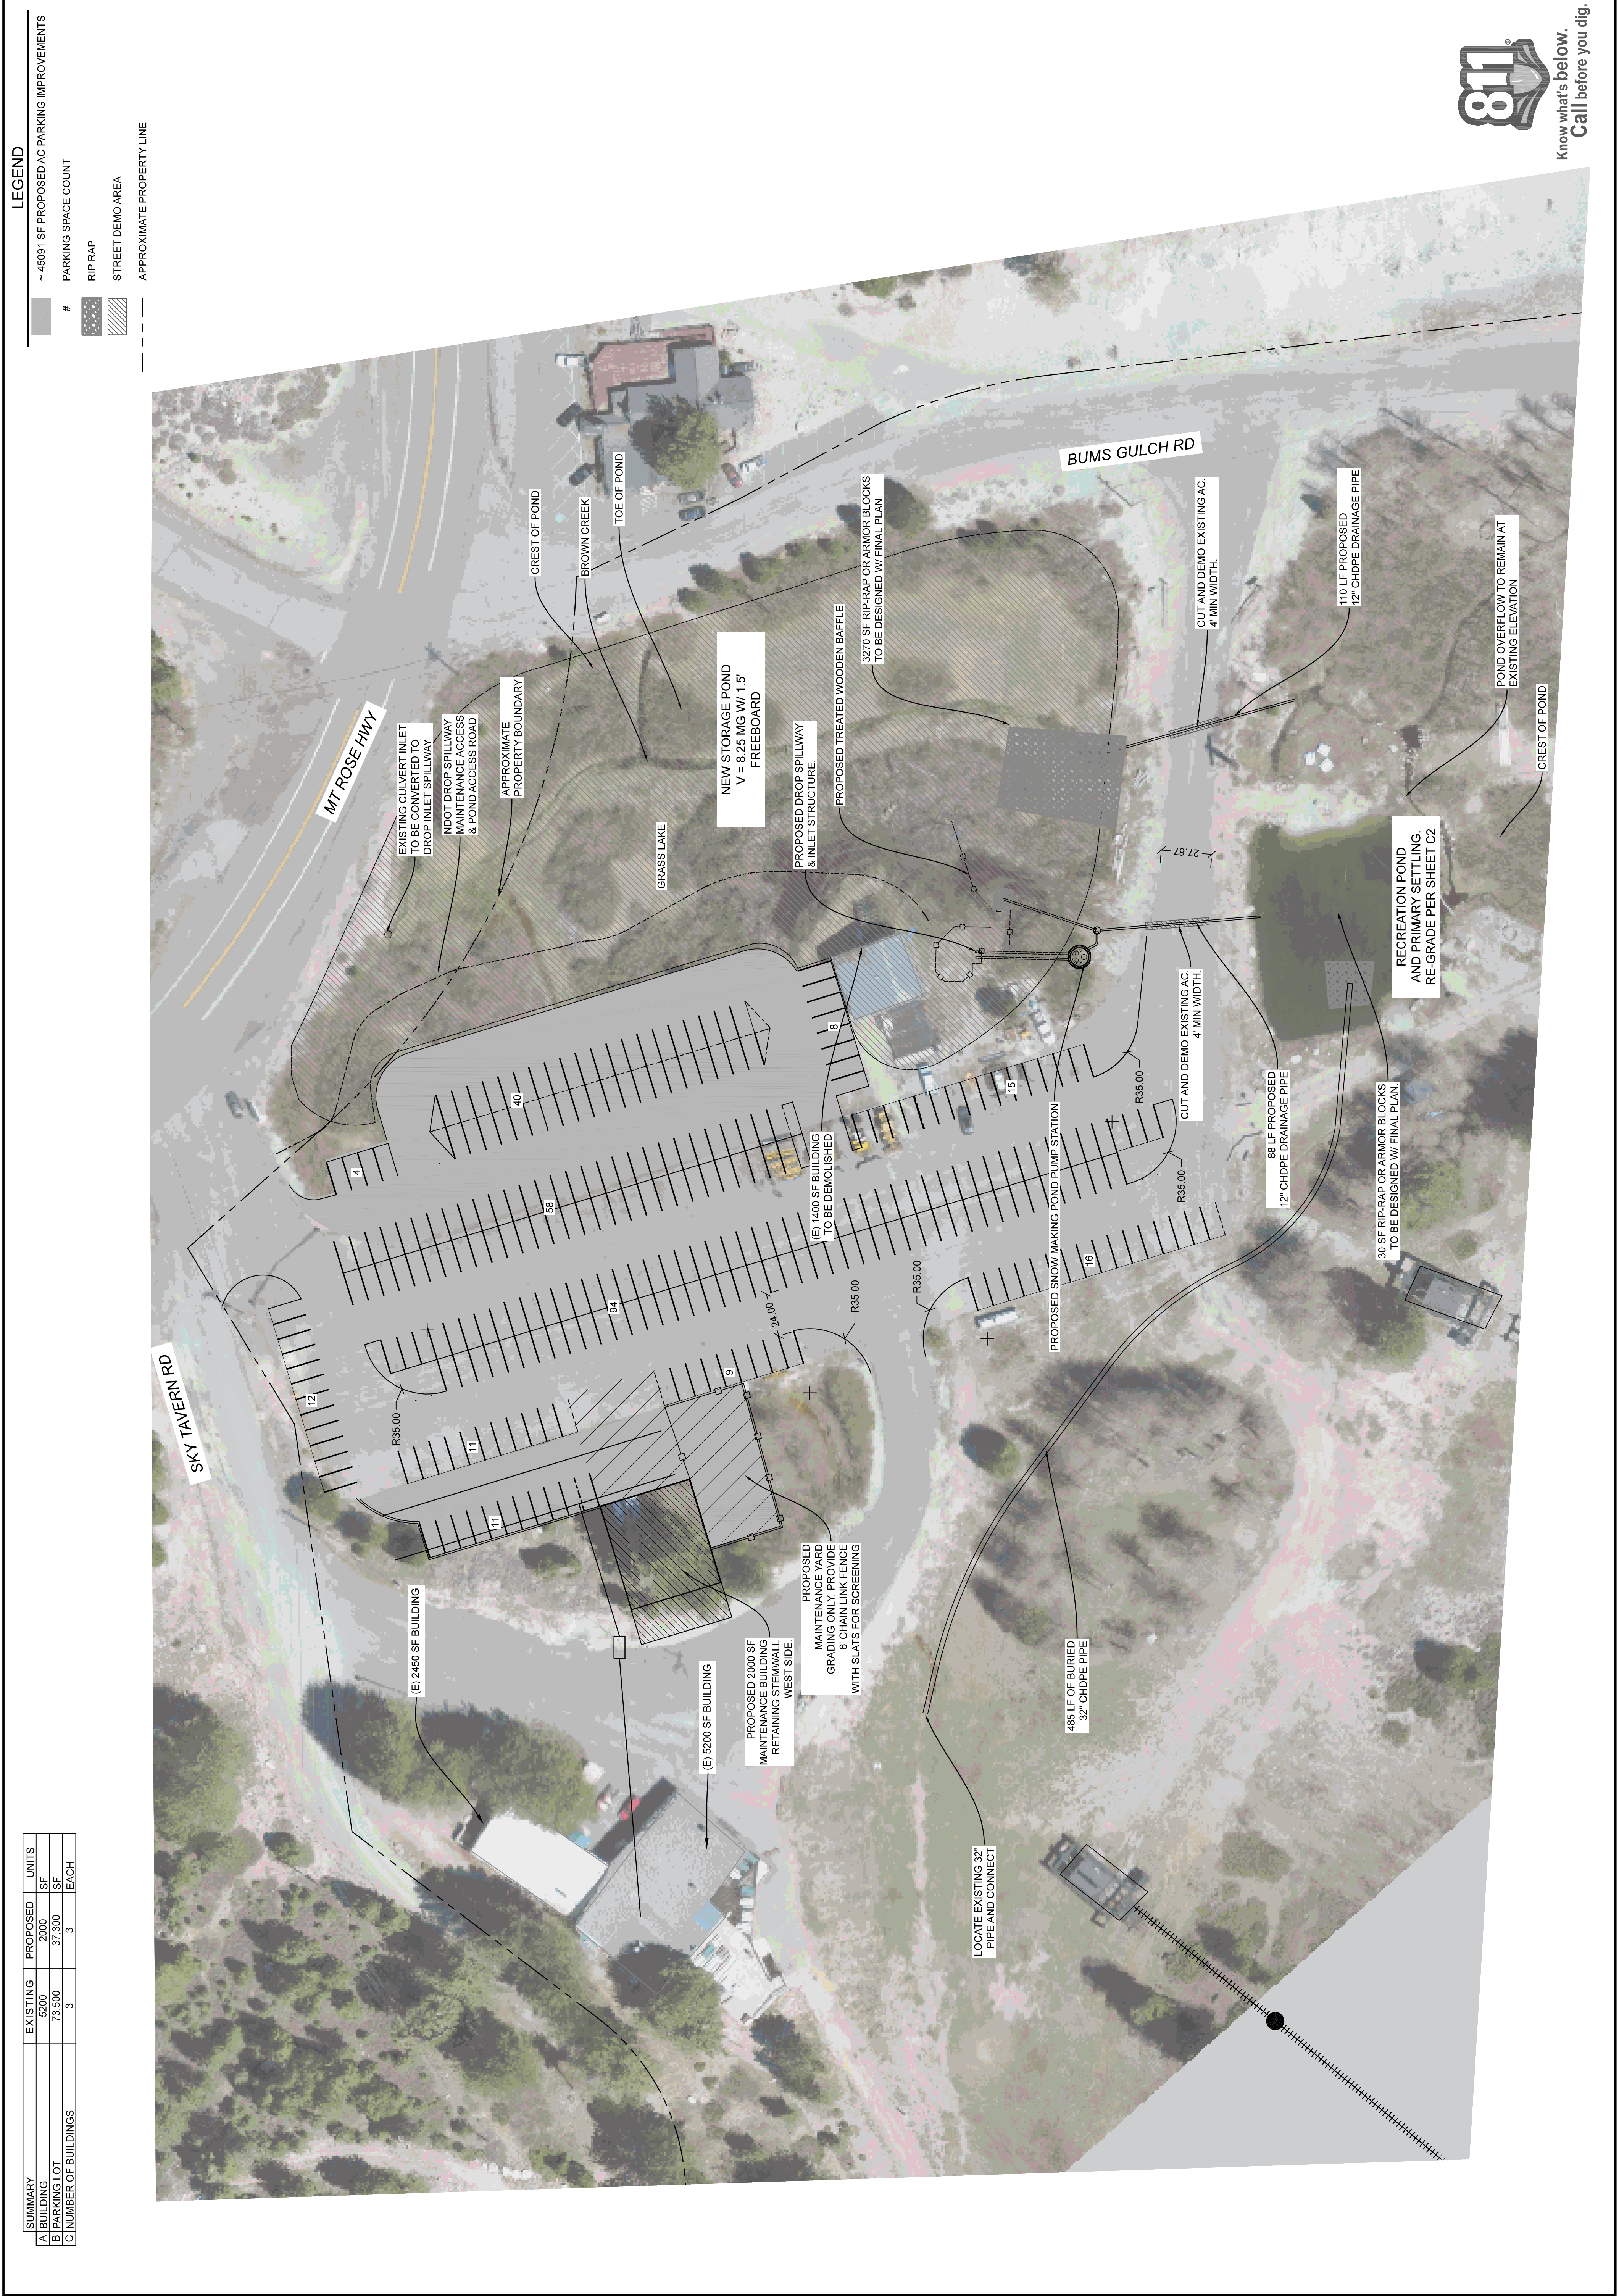 SUMMARY EXISTING PROPOSED UNITS
A BUILDING 5200 2000 SF
B PARKING LOT 73,500 37,300 SF
C NUMBER OF BUILDINGS 3 3 EACH
LEGEND
~ 45091 SF PROPOSED AC PARKING IMPROVEMENTS
# PARKING SPACE COUNT
RIP RAP
STREET DEMO AREA
APPROXIMATE PROPERTY LINE
SKY TAVERN RD
MT ROSE HWY
BUMS GULCH RD
EXISTING CULVERT INLET
TO BE CONVERTED TO
DROP INLET SPILLWAY
NDOT DROP SPILLWAY
MAINTENANCE ACCESS
& POND ACCESS ROAD
APPROXIMATE
PROPERTY BOUNDARY
CREST OF POND
BROWN CREEK
TOE OF POND
GRASS LAKE
NEW STORAGE POND
V = 8.25 MG W/ 1.5'
FREEBOARD
PROPOSED DROP SPILLWAY
& INLET STRUCTURE.
PROPOSED TREATED WOODEN BAFFLE
3270 SF RIP-RAP OR ARMOR BLOCKS
TO BE DESIGNED W/ FINAL PLAN.
12
4
40
58
94
11
11
9
8
15
16
R35.00
24.00
R35.00
R35.00
R35.00
R35.00
27.67
(E) 2450 SF BUILDING
(E) 5200 SF BUILDING
PROPOSED 2000 SF
MAINTENANCE BUILDING
RETAINING STEMWALL
WEST SIDE.
PROPOSED
MAINTENANCE YARD
GRADING ONLY. PROVIDE
6' CHAIN LINK FENCE
WITH SLATS FOR SCREENING
(E) 1400 SF BUILDING
TO BE DEMOLISHED
PROPOSED SNOW MAKING POND PUMP STATION
CUT AND DEMO EXISTING AC.
4' MIN WIDTH.
CUT AND DEMO EXISTING AC.
4' MIN WIDTH.
88 LF PROPOSED
12" CHDPE DRAINAGE PIPE
110 LF PROPOSED
12" CHDPE DRAINAGE PIPE
LOCATE EXISTING 32"
PIPE AND CONNECT
485 LF OF BURIED
32" CHDPE PIPE
30 SF RIP-RAP OR ARMOR BLOCKS
TO BE DESIGNED W/ FINAL PLAN.
RECREATION POND
AND PRIMARY SETTLING.
RE-GRADE PER SHEET C2
POND OVERFLOW TO REMAIN AT
EXISTING ELEVATION
CREST OF POND
811®
Know what's below.
Call before you dig.